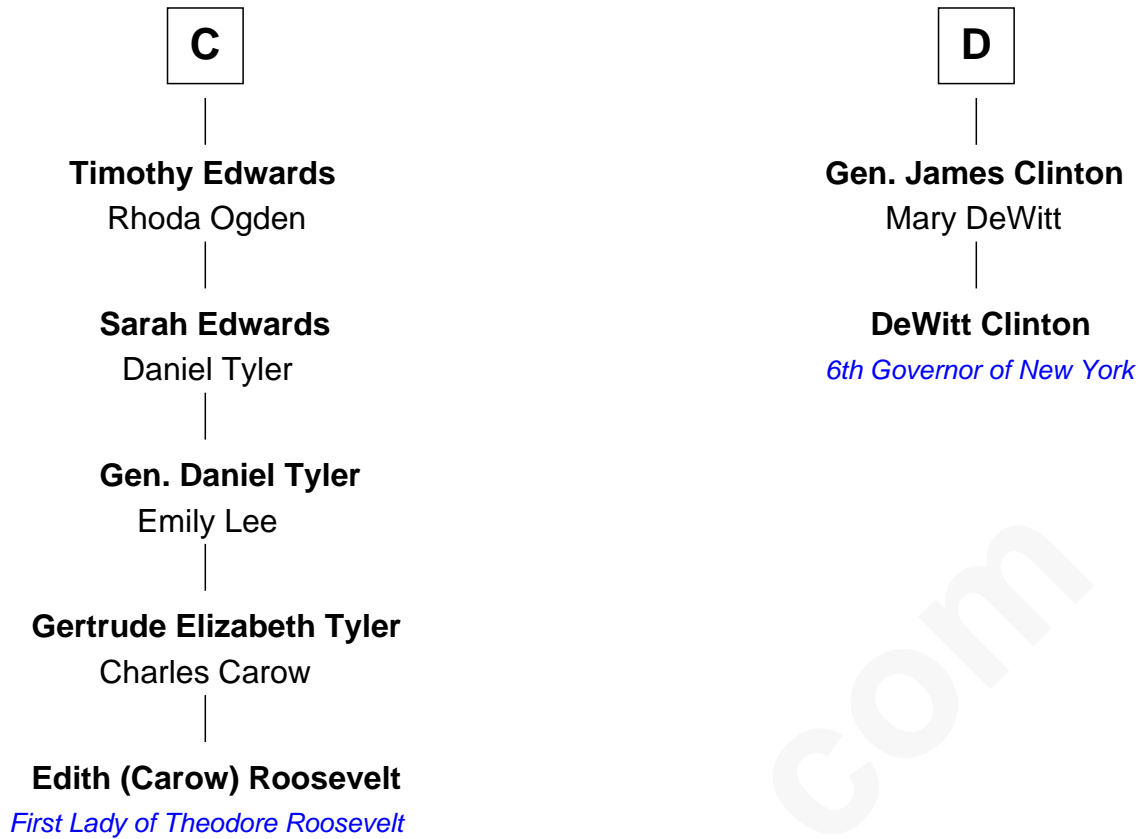 C
Timothy Edwards
Rhoda Ogden
Sarah Edwards
Daniel Tyler
Gen. Daniel Tyler
Emily Lee
Gertrude Elizabeth Tyler
Charles Carow
Edith (Carow) Roosevelt
First Lady of Theodore Roosevelt
D
Gen. James Clinton
Mary DeWitt
DeWitt Clinton
6th Governor of New York
com